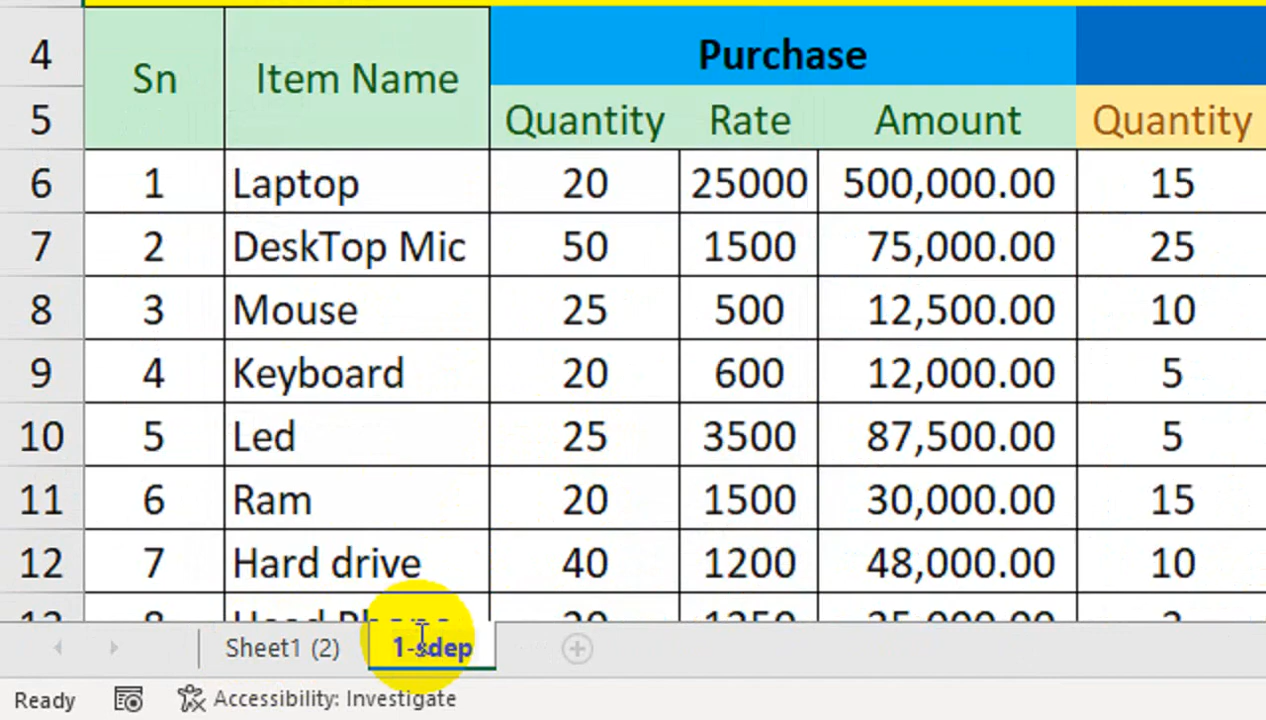 4 Sn Item Name Purchase
5 Quantity Rate Amount Quantity
6 1 Laptop 20 25000 500,000.00 15
7 2 DeskTop Mic 50 1500 75,000.00 25
8 3 Mouse 25 500 12,500.00 10
9 4 Keyboard 20 600 12,000.00 5
10 5 Led 25 3500 87,500.00 5
11 6 Ram 20 1500 30,000.00 15
12 7 Hard drive 40 1200 48,000.00 10
Sheet1 (2) 1-sdep
Ready Accessibility: Investigate